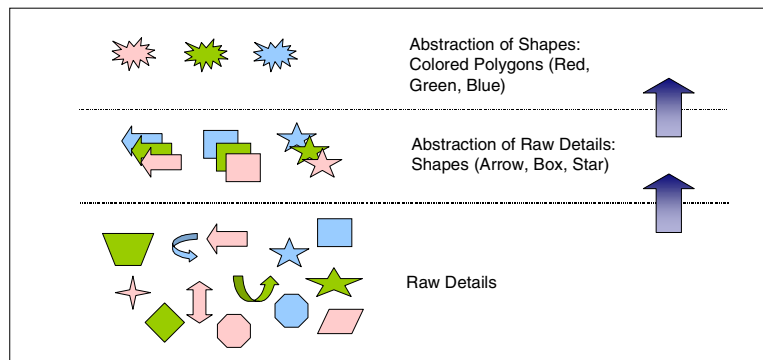 Abstraction of Shapes:
Colored Polygons (Red,
Green, Blue)
Abstraction of Raw Details:
Shapes (Arrow, Box, Star)
Raw Details